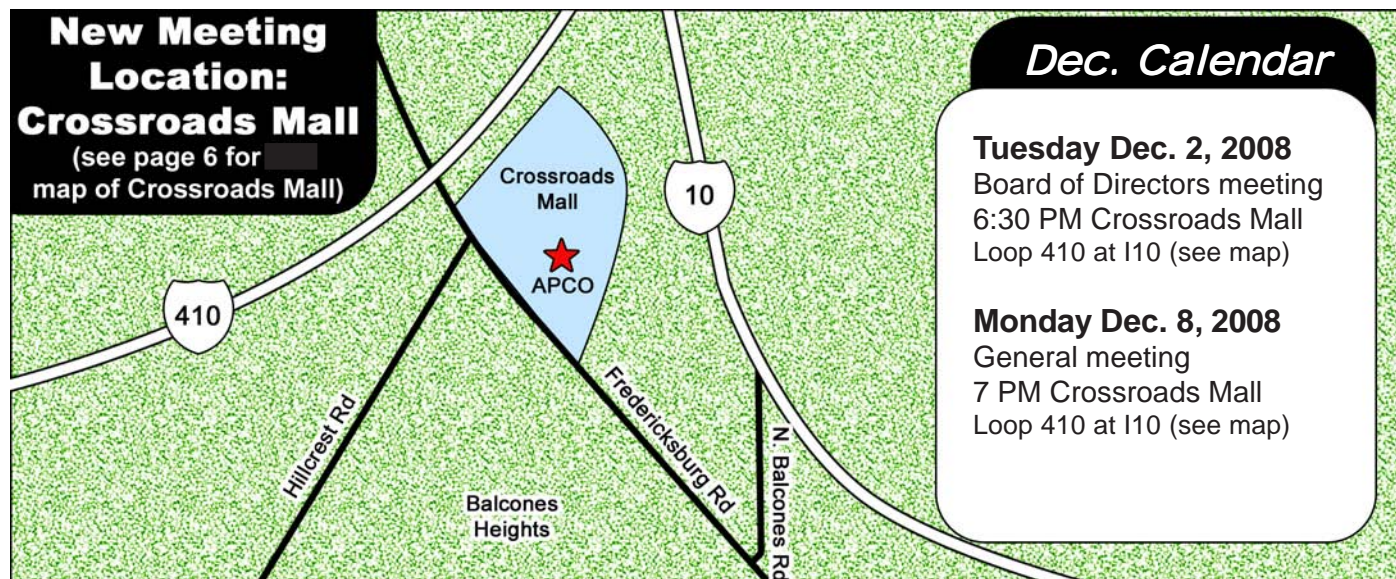 New Meeting
Location:
Crossroads Mall
(see page 6 for
map of Crossroads Mall)
Crossroads
Mall
APCO
410
10
Hillcrest Rd
Fredericksburg Rd
N. Balcones Rd
Balcones
Heights
Dec. Calendar
Tuesday Dec. 2, 2008
Board of Directors meeting
6:30 PM Crossroads Mall
Loop 410 at I10 (see map)
Monday Dec. 8, 2008
General meeting
7 PM Crossroads Mall
Loop 410 at I10 (see map)